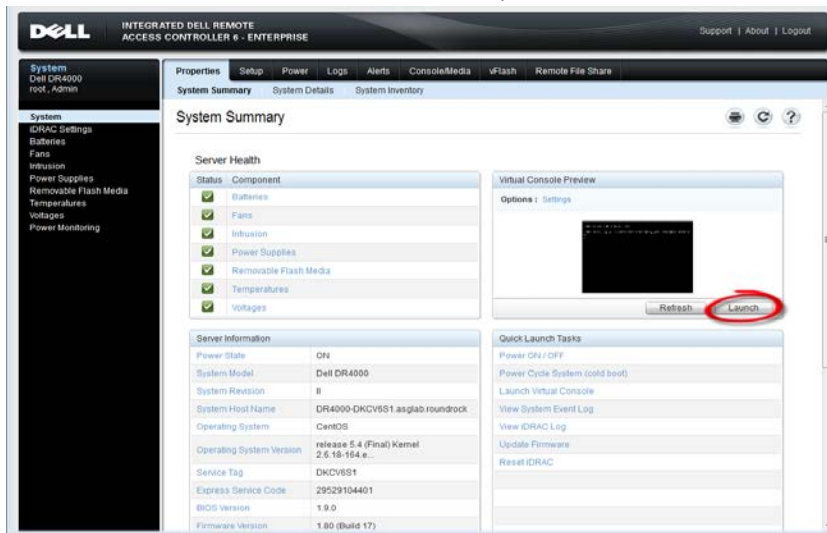 DELL
INTEGRATED DELL REMOTE
ACCESS CONTROLLER 6 - ENTERPRISE
Support | About | Logout
System
Dell DR4000
root , Admin
System
iDRAC Settings
Batteries
Fans
Intrusion
Power Supplies
Removable Flash Media
Temperatures
Voltages
Power Monitoring
Properties Setup Power Logs Alerts Console/Media vFlash Remote File Share
System Summary System Details System Inventory
System Summary
Server Health
Status Component
Batteries
Fans
Intrusion
Power Supplies
Removable Flash Media
Temperatures
Voltages
Virtual Console Preview
Options : Settings
Refresh Launch
Server Information
Power State ON
System Model Dell DR4000
System Revision II
System Host Name DR4000-DKCV6S1.asglab.roundrock
Operating System CentOS
Operating System Version release 5.4 (Final) Kernel
2.6.18-164.e...
Service Tag DKCV6S1
Express Service Code 29529104401
BIOS Version 1.9.0
Firmware Version 1.80 (Build 17)
Quick Launch Tasks
Power ON / OFF
Power Cycle System (cold boot)
Launch Virtual Console
View System Event Log
View iDRAC Log
Update Firmware
Reset iDRAC